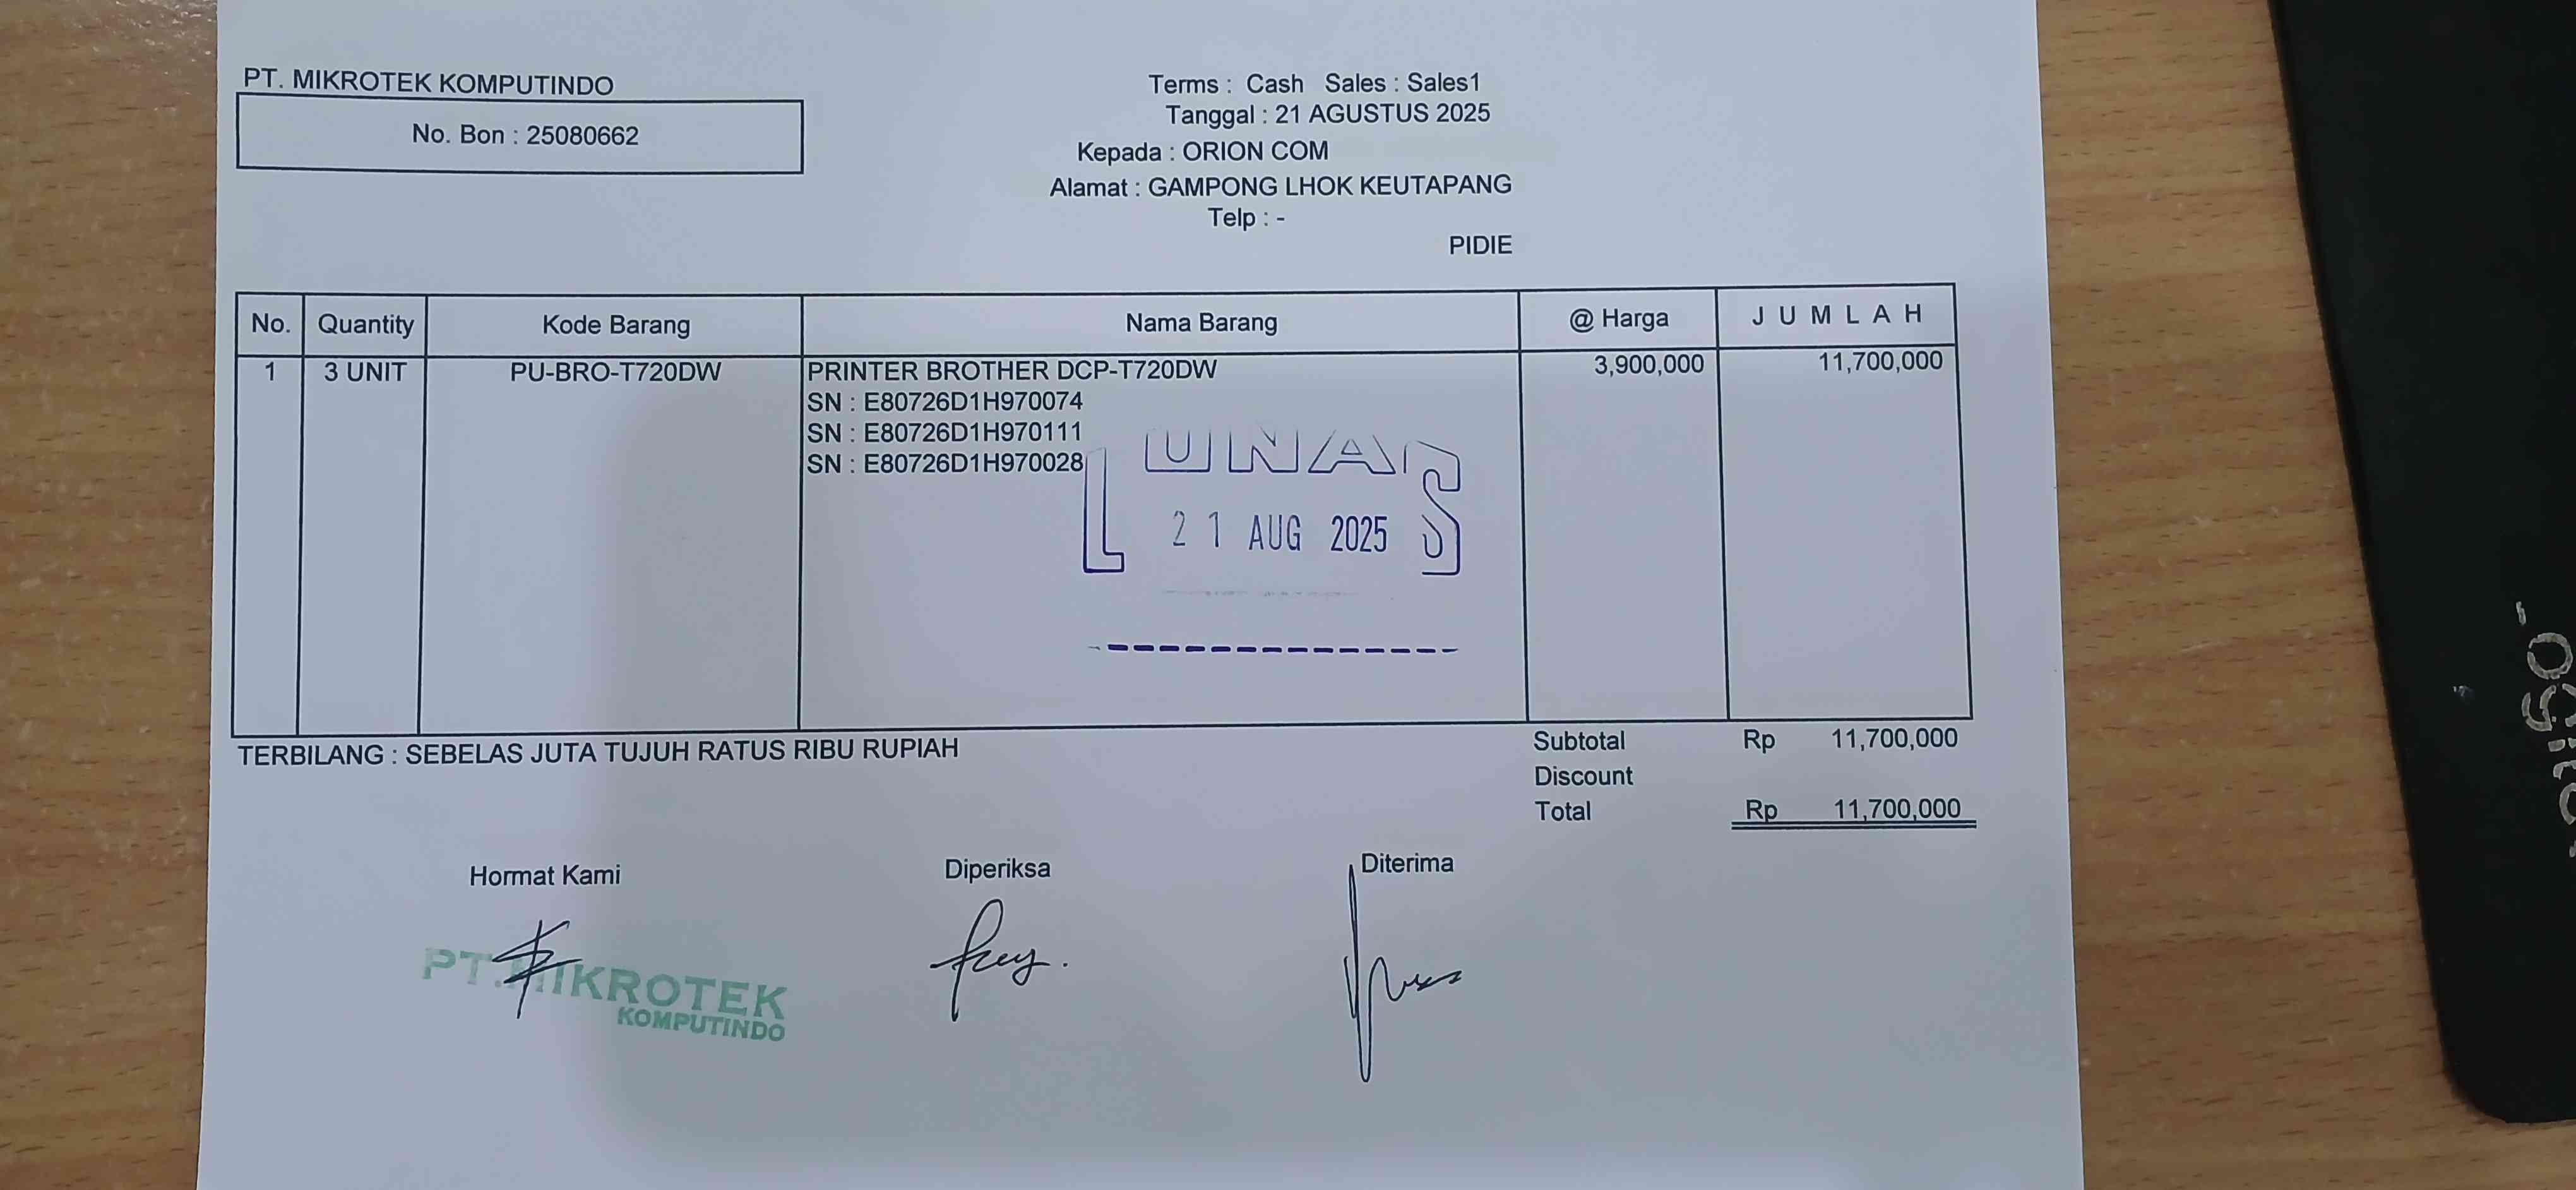 PT. MIKROTEK KOMPUTINDO
No. Bon : 25080662
Terms : Cash Sales : Sales1
Tanggal : 21 AGUSTUS 2025
Kepada : ORION COM
Alamat : GAMPONG LHOK KEUTAPANG
Telp : -
PIDIE
No. Quantity Kode Barang Nama Barang @ Harga J U M L A H
1 3 UNIT PU-BRO-T720DW PRINTER BROTHER DCP-T720DW 3,900,000 11,700,000
SN : E80726D1H970074
SN : E80726D1H970111
SN : E80726D1H970028
LUNAS
21 AUG 2025
TERBILANG : SEBELAS JUTA TUJUH RATUS RIBU RUPIAH
Subtotal Rp 11,700,000
Discount
Total Rp 11,700,000
Hormat Kami Diperiksa Diterima
PT.MIKROTEK
KOMPUTINDO